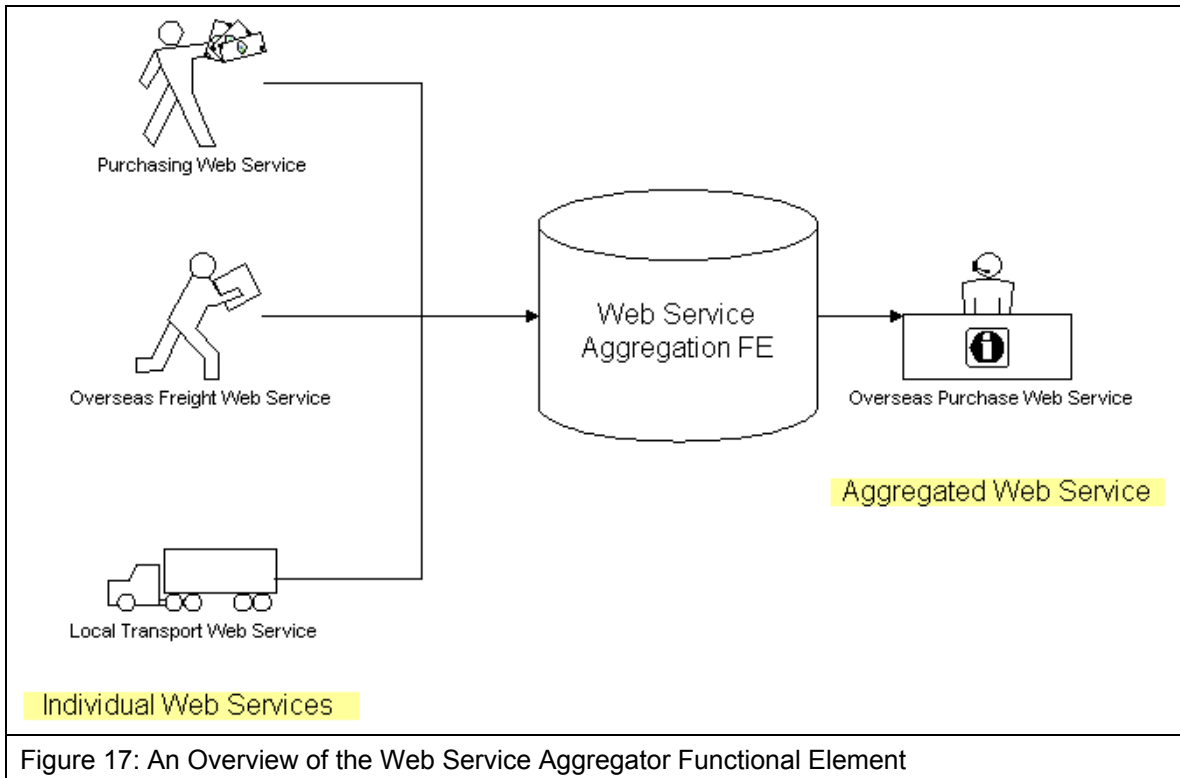 Purchasing Web Service
Overseas Freight Web Service
Local Transport Web Service
Individual Web Services
Web Service
Aggregation FE
Overseas Purchase Web Service
Aggregated Web Service
Figure 17: An Overview of the Web Service Aggregator Functional Element